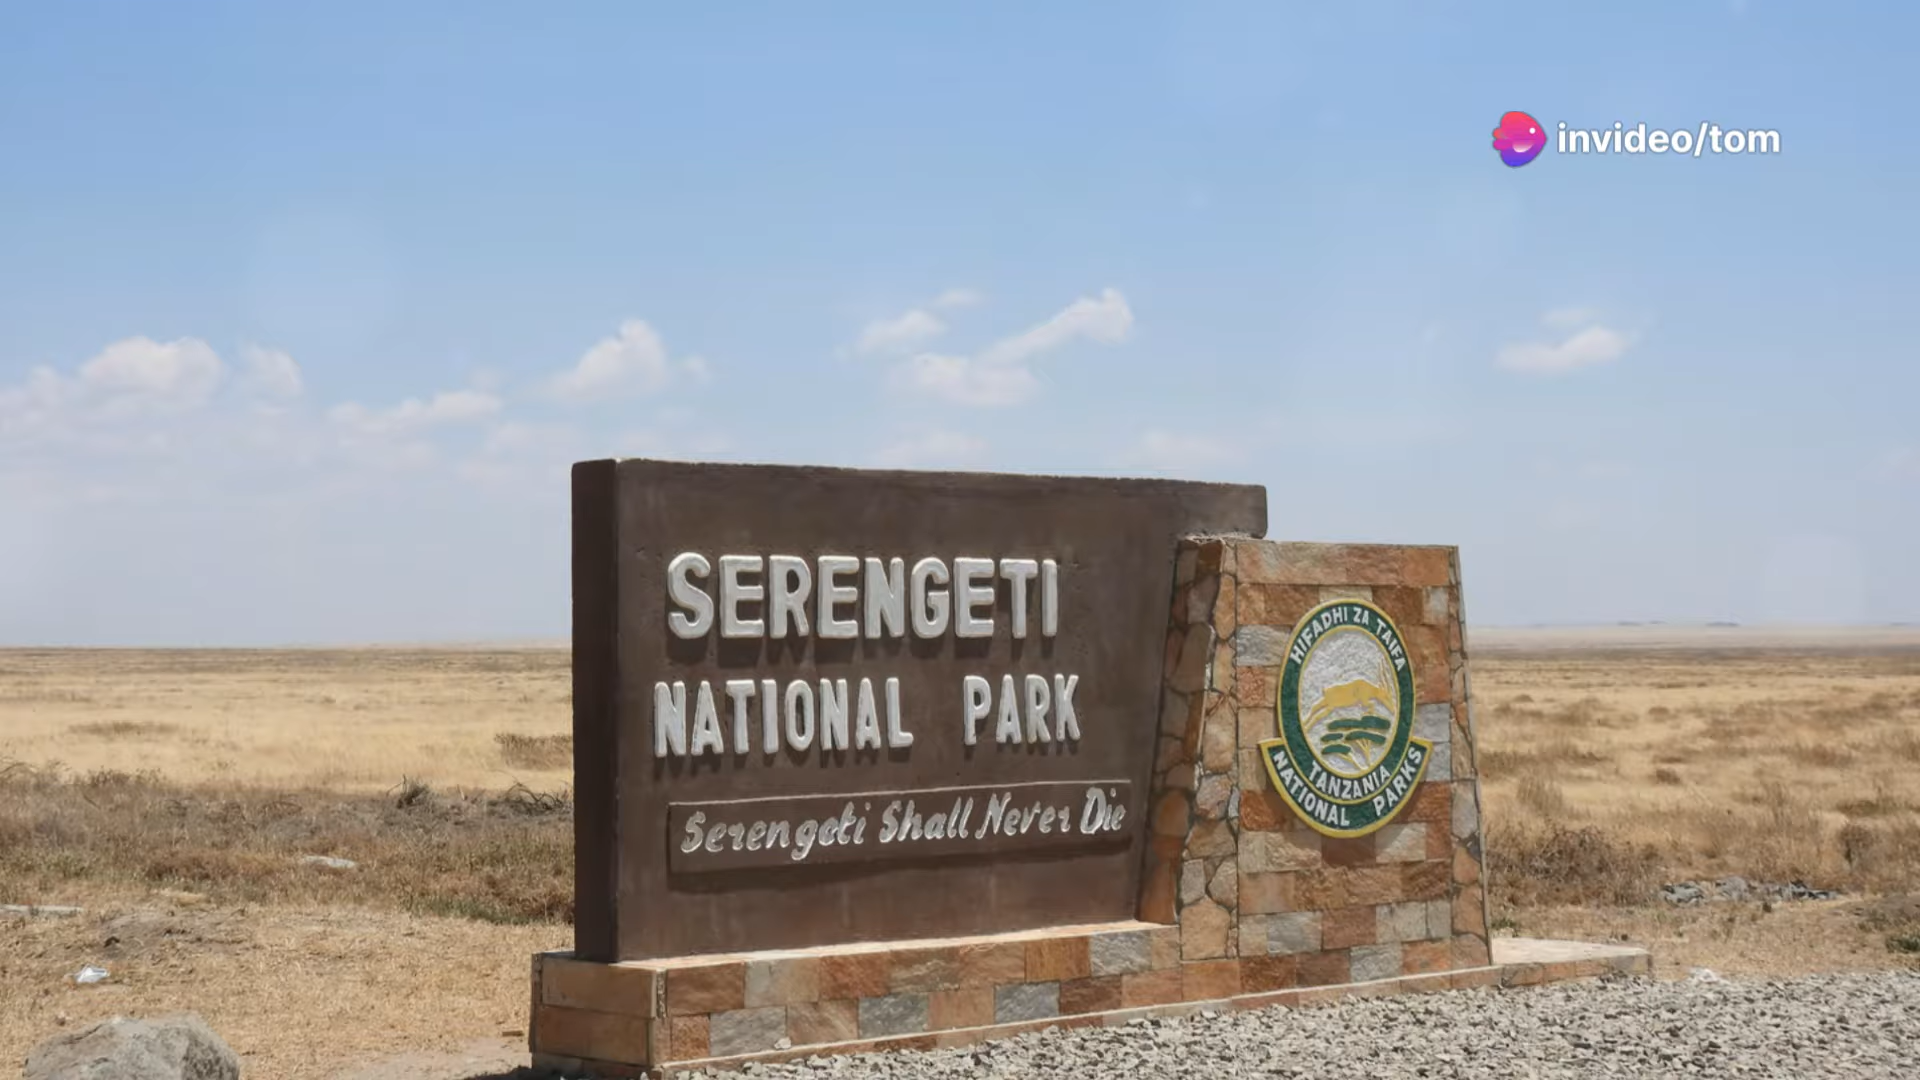 invideo/tom
SERENGETI
NATIONAL PARK
Serengeti Shall Never Die
HIFADHI ZA TAIFA
TANZANIA
NATIONAL PARKS